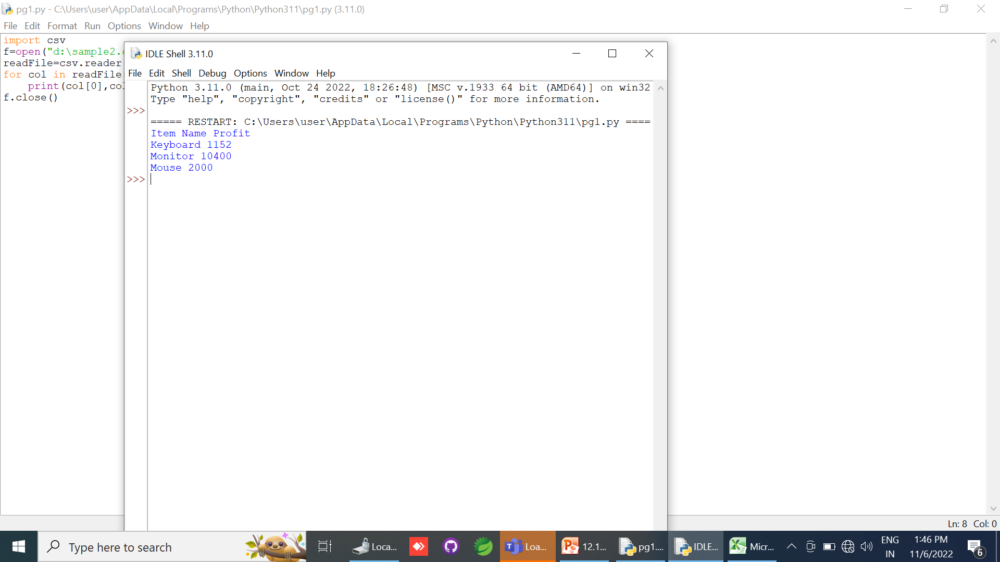 pg1.py - C:\Users\user\AppData\Local\Programs\Python\Python311\pg1.py (3.11.0)
File Edit Format Run Options Window Help
import csv
f=open("d:\sample2.
readFile=csv.reader
for col in readFile
    print(col[0],col
f.close()
IDLE Shell 3.11.0
File Edit Shell Debug Options Window Help
Python 3.11.0 (main, Oct 24 2022, 18:26:48) [MSC v.1933 64 bit (AMD64)] on win32
Type "help", "copyright", "credits" or "license()" for more information.
>>>
===== RESTART: C:\Users\user\AppData\Local\Programs\Python\Python311\pg1.py ====
Item Name Profit
Keyboard 1152
Monitor 10400
Mouse 2000
>>>
Ln: 8 Col: 0
Type here to search
Loca...
Loa...
12.1...
pg1....
IDLE...
Micr...
ENG
IN
1:46 PM
11/6/2022
6